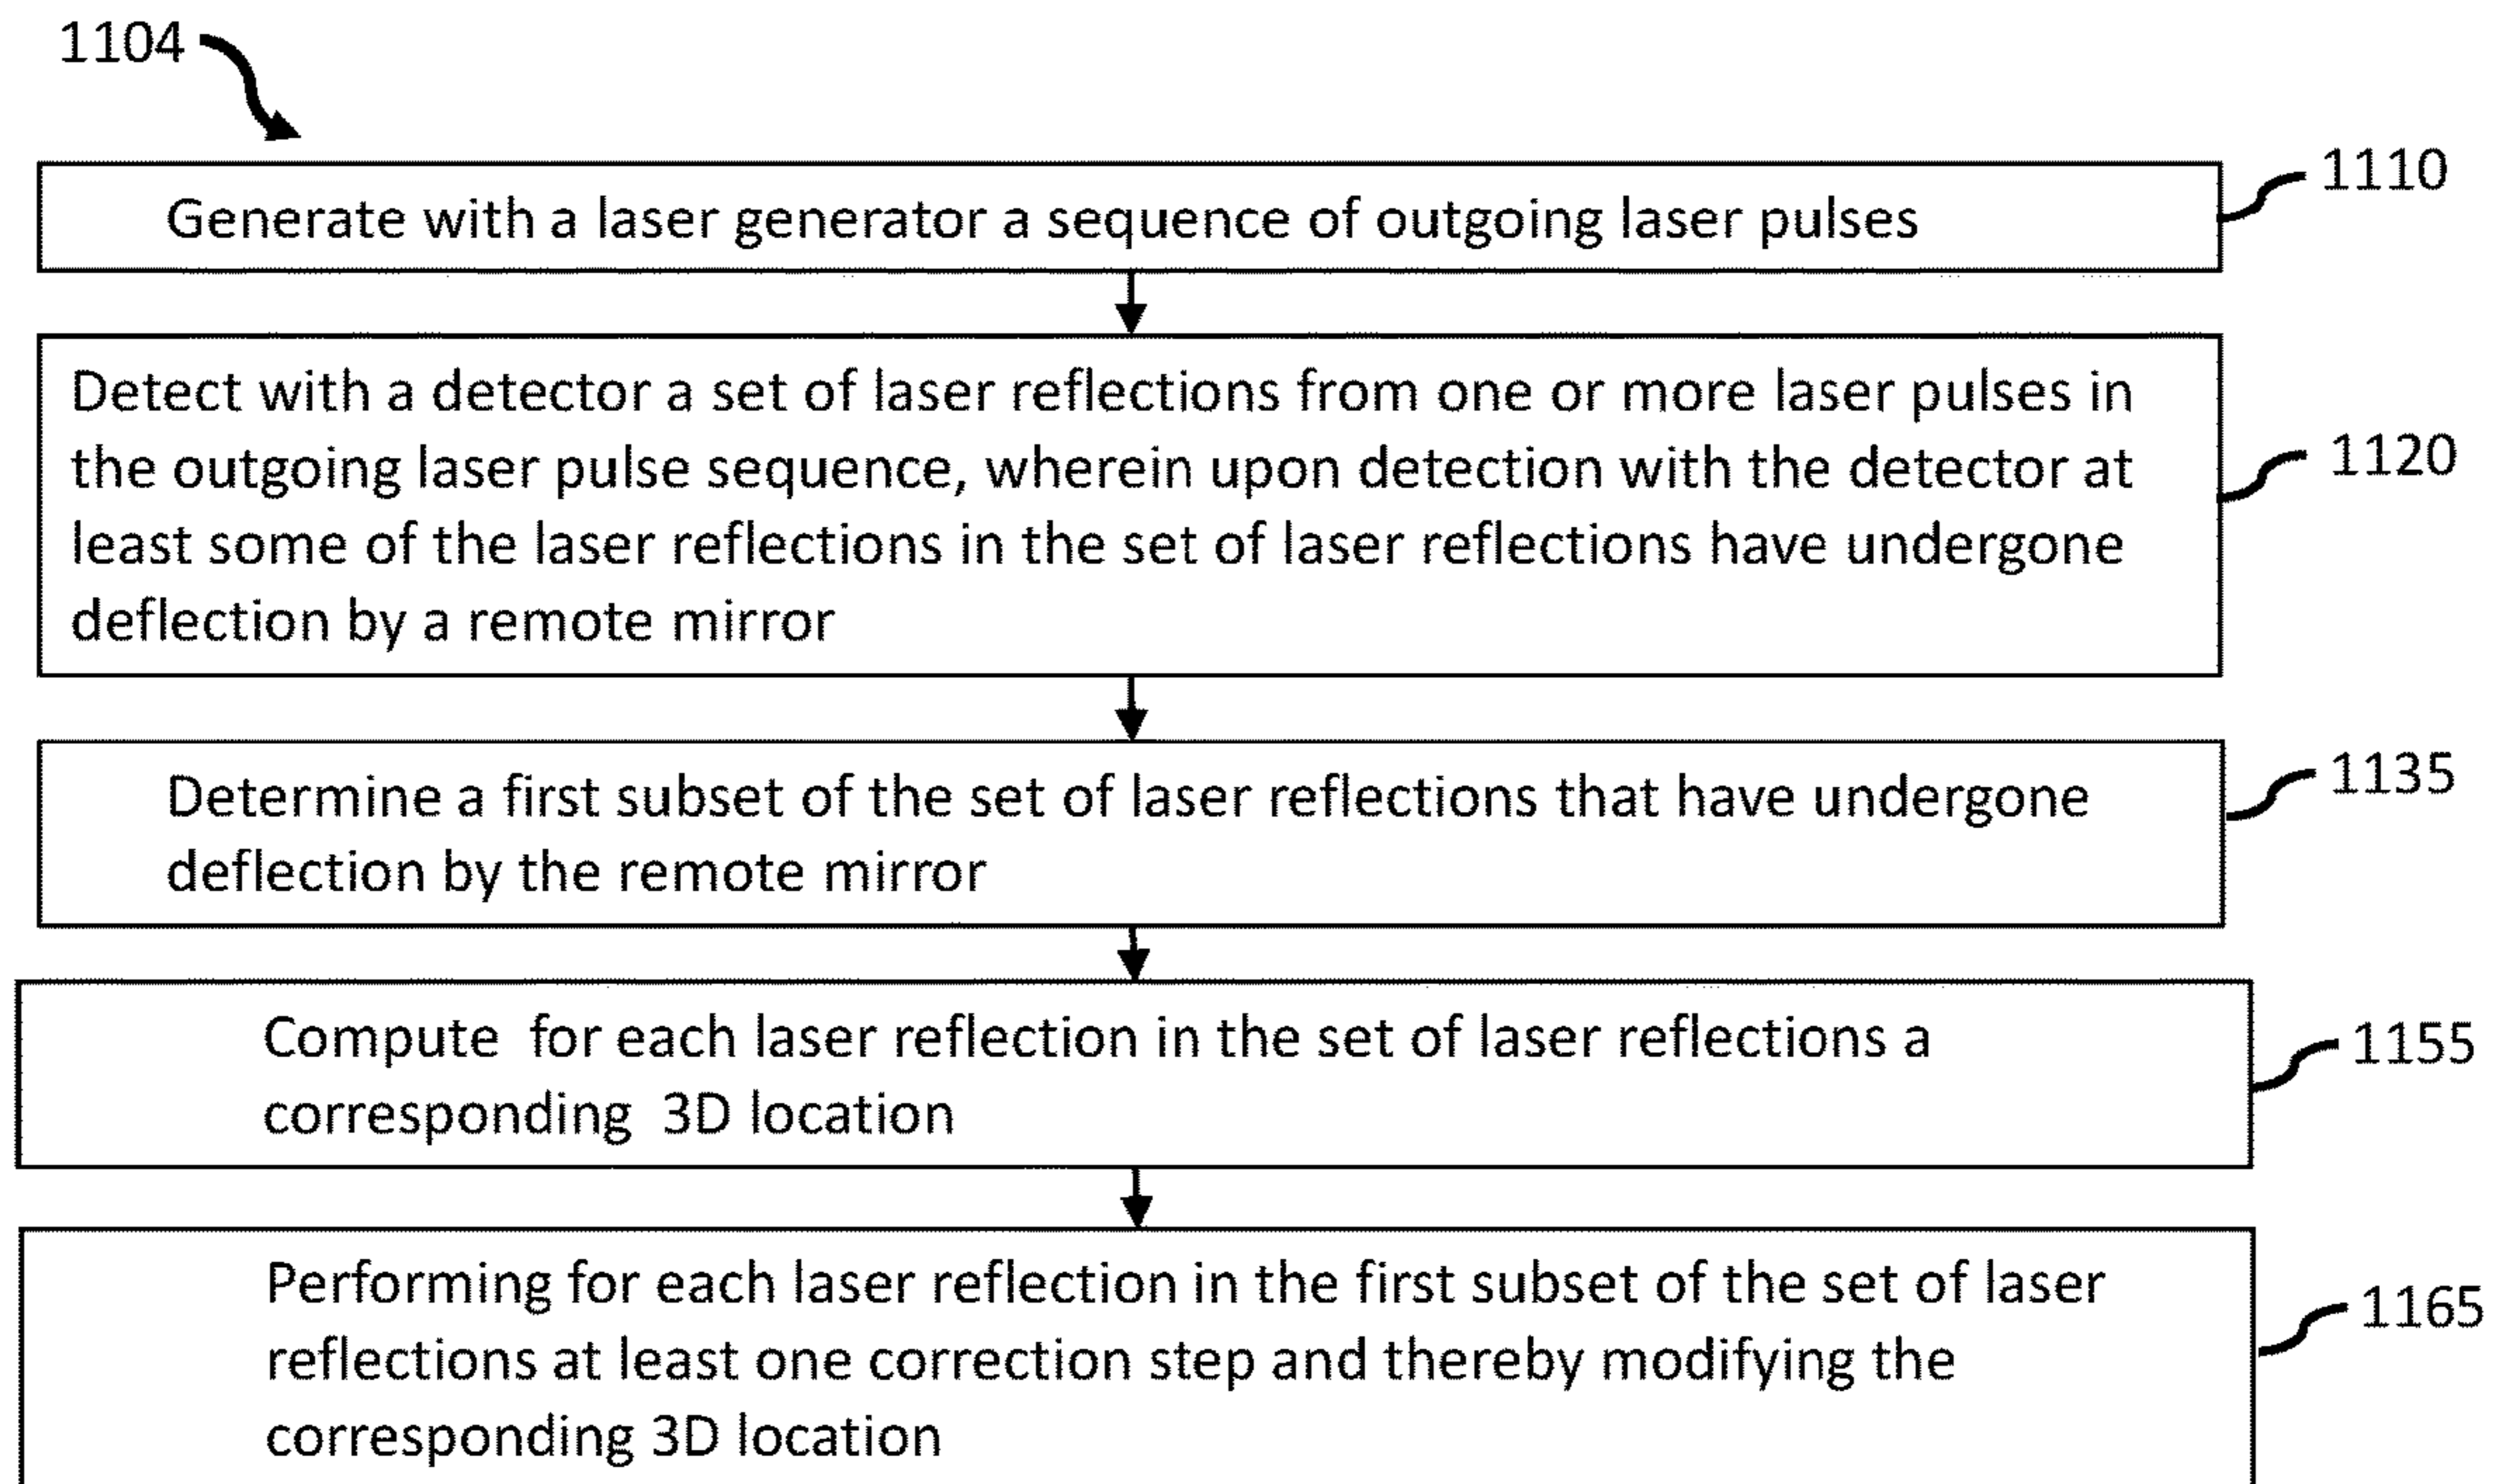 1104
1110
Generate with a laser generator a sequence of outgoing laser pulses
Detect with a detector a set of laser reflections from one or more laser pulses in
the outgoing laser pulse sequence, wherein upon detection with the detector at
least some of the laser reflections in the set of laser reflections have undergone
deflection by a remote mirror
1120
Determine a first subset of the set of laser reflections that have undergone
deflection by the remote mirror
1135
Compute for each laser reflection in the set of laser reflections a
corresponding 3D location
1155
Performing for each laser reflection in the first subset of the set of laser
reflections at least one correction step and thereby modifying the
corresponding 3D location
1165